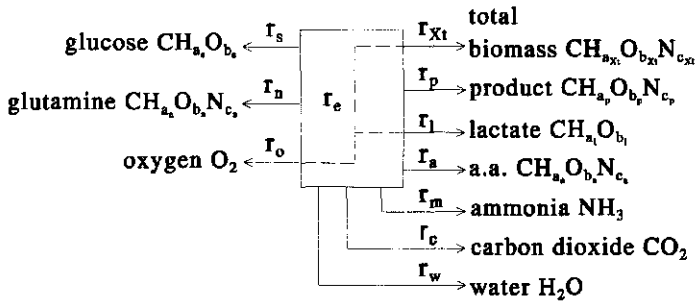 total
glucose CH_{a_s}O_{b_s} r_s r_{Xt} biomass CH_{a_{Xt}}O_{b_{Xt}}N_{c_{Xt}}
glutamine CH_{a_n}O_{b_n}N_{c_n} r_n r_e r_p product CH_{a_p}O_{b_p}N_{c_p}
r_l lactate CH_{a_l}O_{b_l}
oxygen O_2 r_o r_a a.a. CH_{a_a}O_{b_a}N_{c_a}
r_m ammonia NH_3
r_c carbon dioxide CO_2
r_w water H_2O